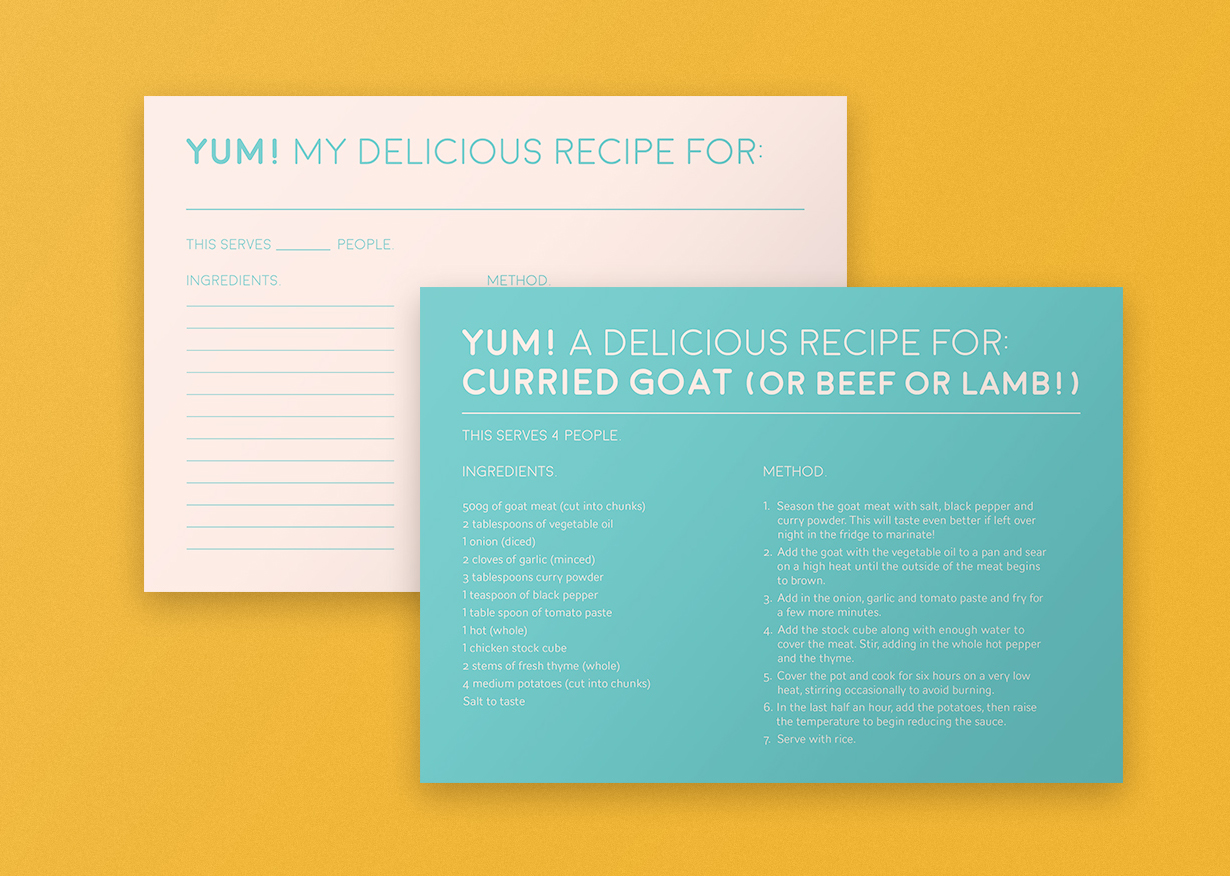 YUM! MY DELICIOUS RECIPE FOR:
THIS SERVES _______ PEOPLE.
INGREDIENTS.
METHOD.
YUM! A DELICIOUS RECIPE FOR:
CURRIED GOAT (OR BEEF OR LAMB!)
THIS SERVES 4 PEOPLE.
INGREDIENTS.
500g of goat meat (cut into chunks)
2 tablespoons of vegetable oil
1 onion (diced)
2 cloves of garlic (minced)
3 tablespoons curry powder
1 teaspoon of black pepper
1 table spoon of tomato paste
1 hot (whole)
1 chicken stock cube
2 stems of fresh thyme (whole)
4 medium potatoes (cut into chunks)
Salt to taste
METHOD.
1. Season the goat meat with salt, black pepper and
curry powder. This will taste even better if left over
night in the fridge to marinate!
2. Add the goat with the vegetable oil to a pan and sear
on a high heat until the outside of the meat begins
to brown.
3. Add in the onion, garlic and tomato paste and fry for
a few more minutes.
4. Add the stock cube along with enough water to
cover the meat. Stir, adding in the whole hot pepper
and the thyme.
5. Cover the pot and cook for six hours on a very low
heat, stirring occasionally to avoid burning.
6. In the last half an hour, add the potatoes, then raise
the temperature to begin reducing the sauce.
7. Serve with rice.